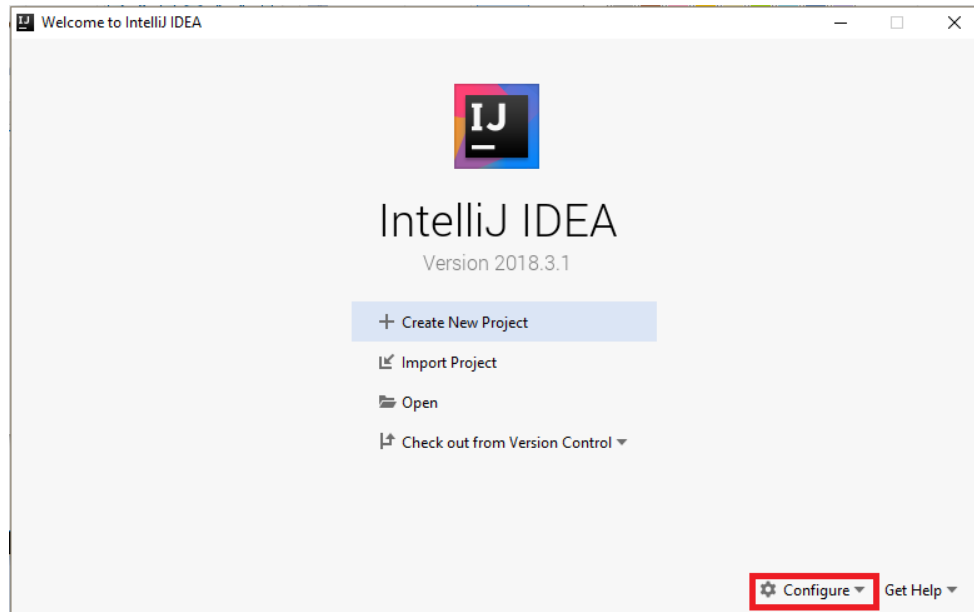 Welcome to IntelliJ IDEA
IJ
IntelliJ IDEA
Version 2018.3.1
Create New Project
Import Project
Open
Check out from Version Control
Configure Get Help